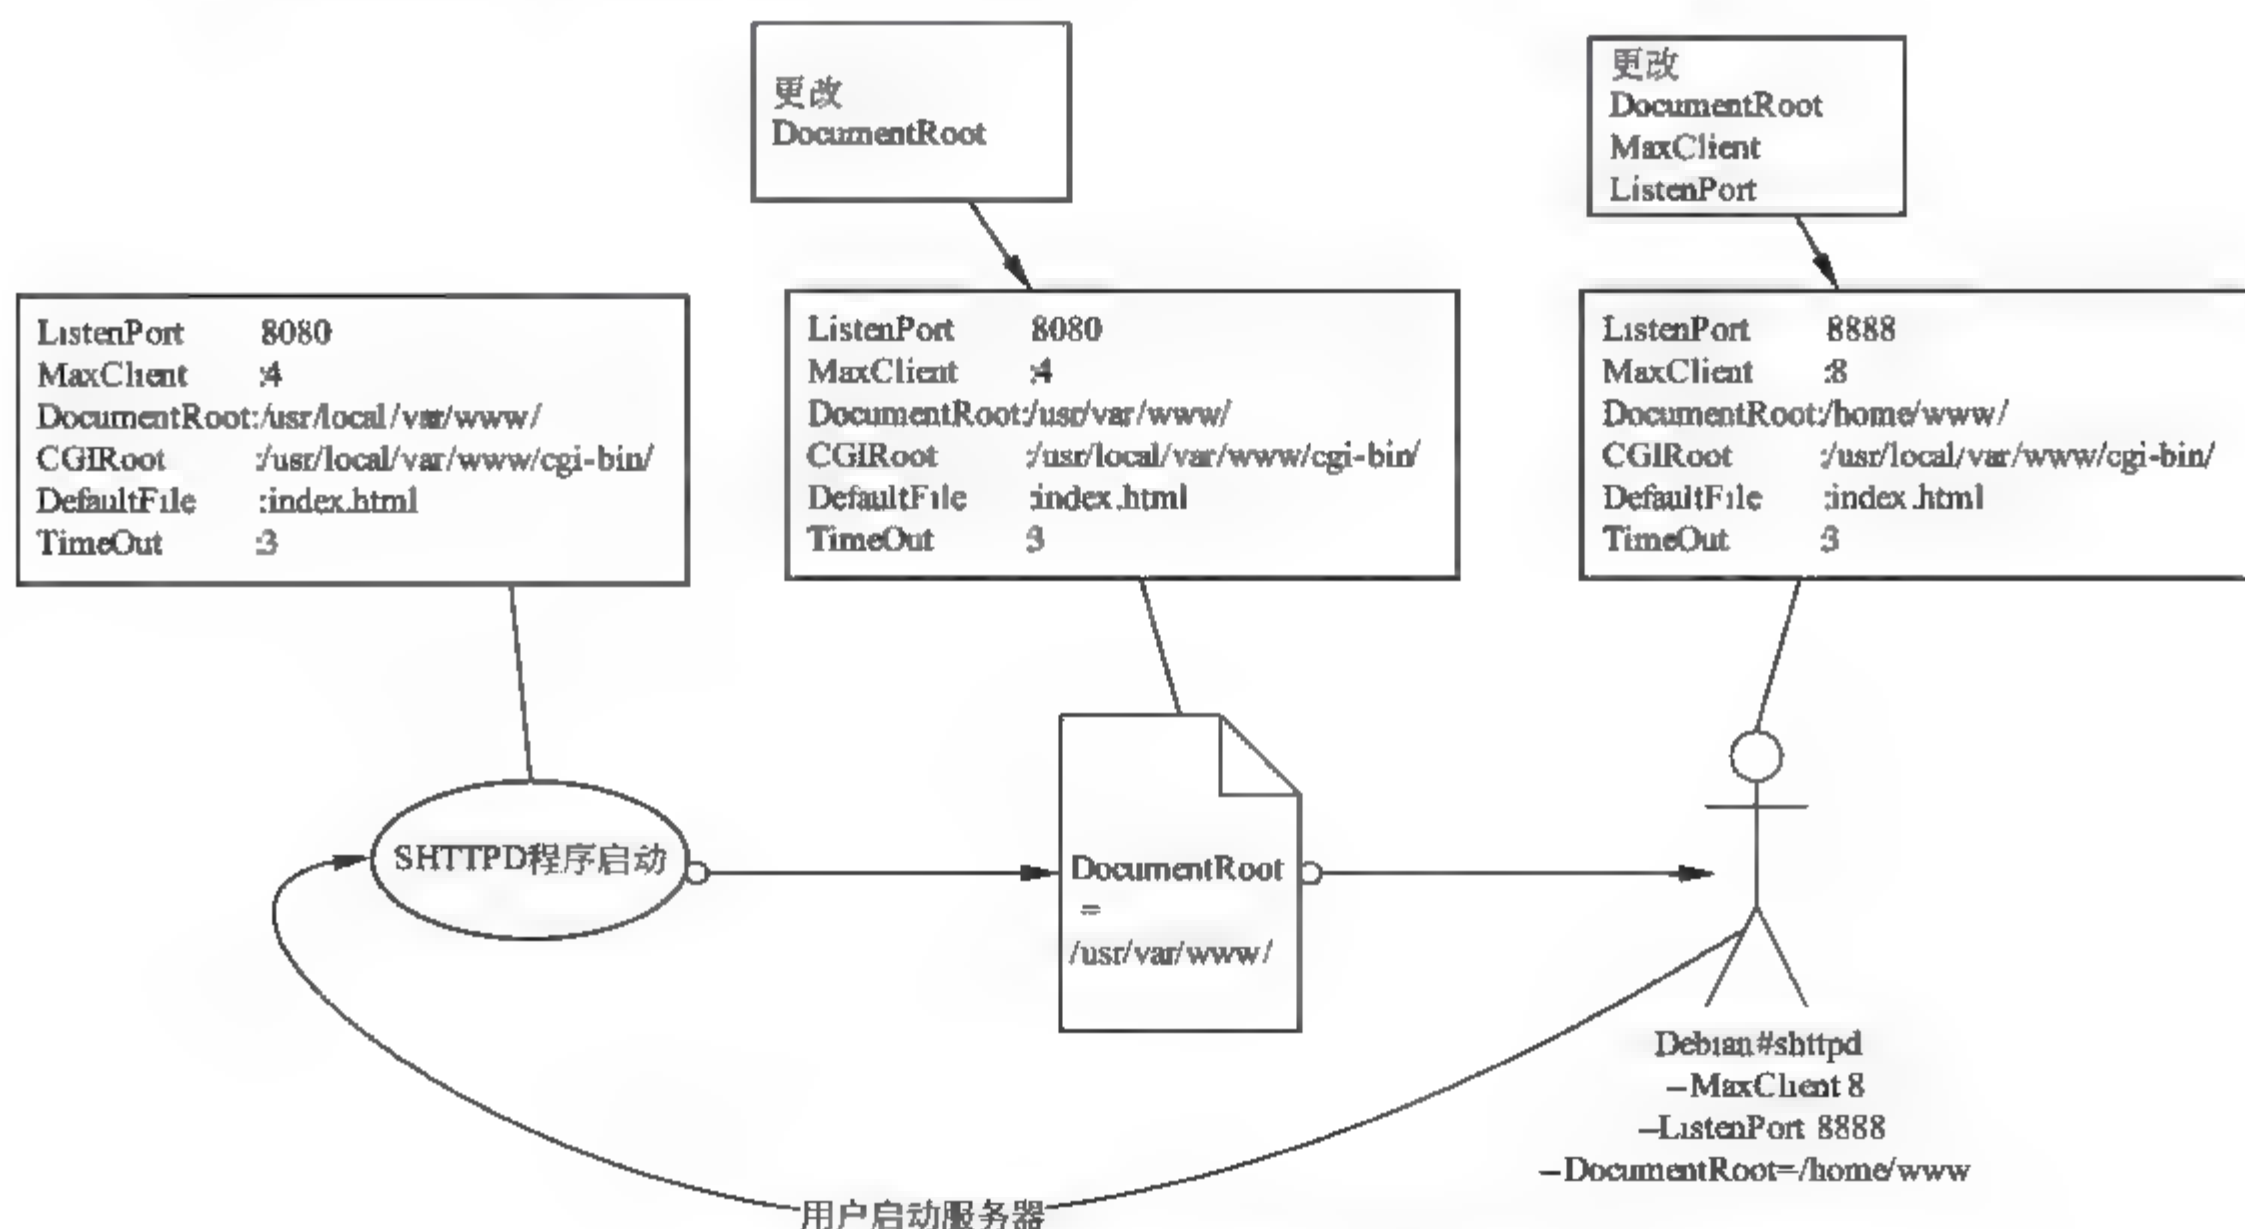 更改
DocumentRoot
更改
DocumentRoot
MaxClient
ListenPort
ListenPort :8080
MaxClient :4
DocumentRoot:/usr/local/var/www/
CGIRoot :/usr/local/var/www/cgi-bin/
DefaultFile :index.html
TimeOut :3
ListenPort :8080
MaxClient :4
DocumentRoot:/usr/var/www/
CGIRoot :/usr/local/var/www/cgi-bin/
DefaultFile :index.html
TimeOut :3
ListenPort :8888
MaxClient :8
DocumentRoot:/home/www/
CGIRoot :/usr/local/var/www/cgi-bin/
DefaultFile :index.html
TimeOut :3
SHTTPD程序启动
DocumentRoot
=
/usr/var/www/
Debian#shttpd
–MaxClient 8
–ListenPort 8888
–DocumentRoot=/home/www
用户启动服务器